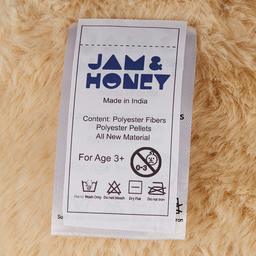 JAM &
HONEY
Made in India
Content: Polyester Fibers
Polyester Pellets
All New Material
For Age 3+
0-3
Hand Wash Only Do not bleach Dry Flat Do not iron